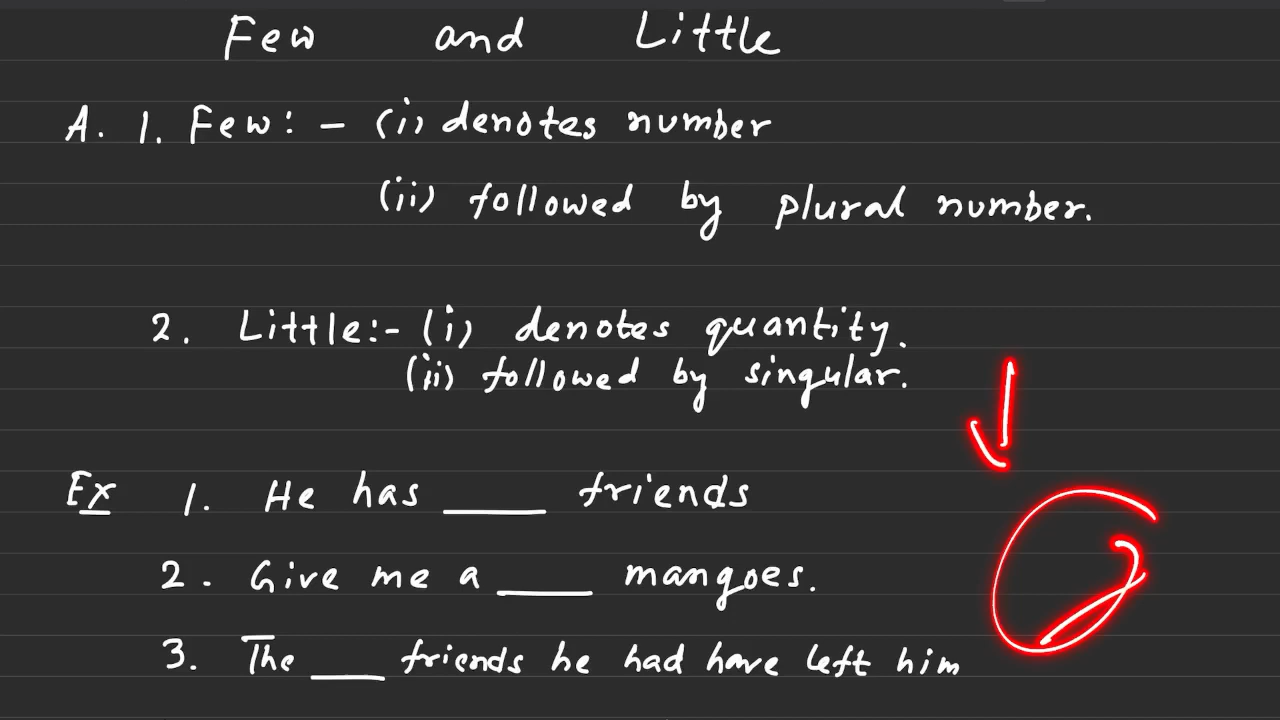 Few and Little
A. 1. Few:- (i) denotes number
(ii) followed by plural number.
2. Little:- (i) denotes quantity.
(ii) followed by singular.
Ex 1. He has ____ friends
2. Give me a ____ mangoes.
3. The ____ friends he had have left him